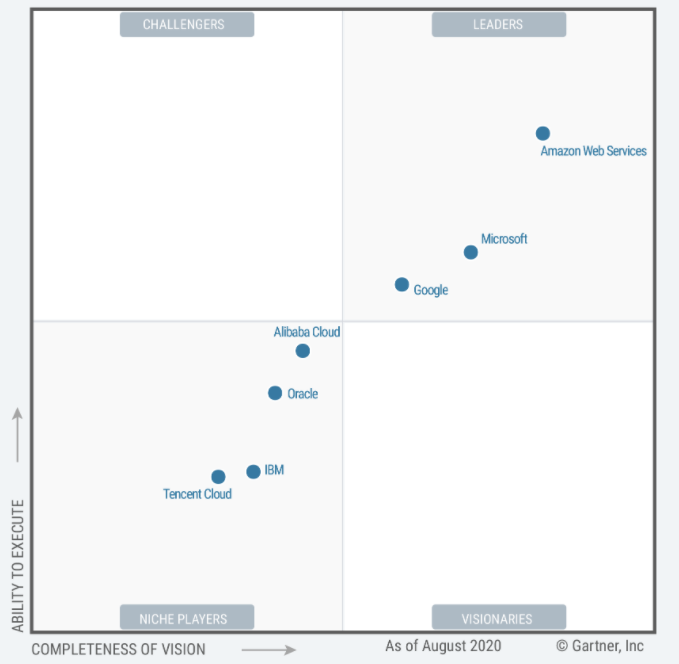 CHALLENGERS
LEADERS
Amazon Web Services
Microsoft
Google
Alibaba Cloud
Oracle
IBM
Tencent Cloud
NICHE PLAYERS
VISIONARIES
ABILITY TO EXECUTE
COMPLETENESS OF VISION
As of August 2020
© Gartner, Inc